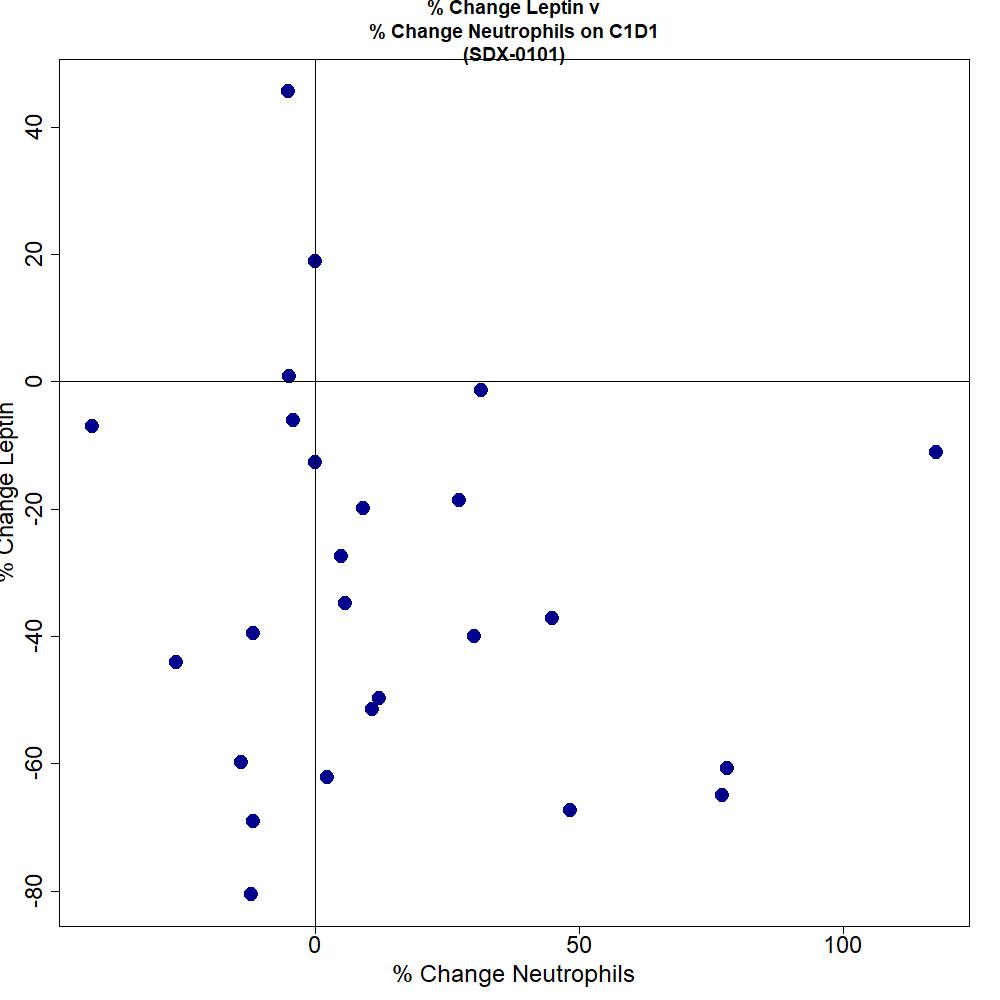 % Change Leptin v
% Change Neutrophils on C1D1
(SDX-0101)
40
20
0
-20
-40
-60
-80
% Change Leptin
0
50
100
% Change Neutrophils